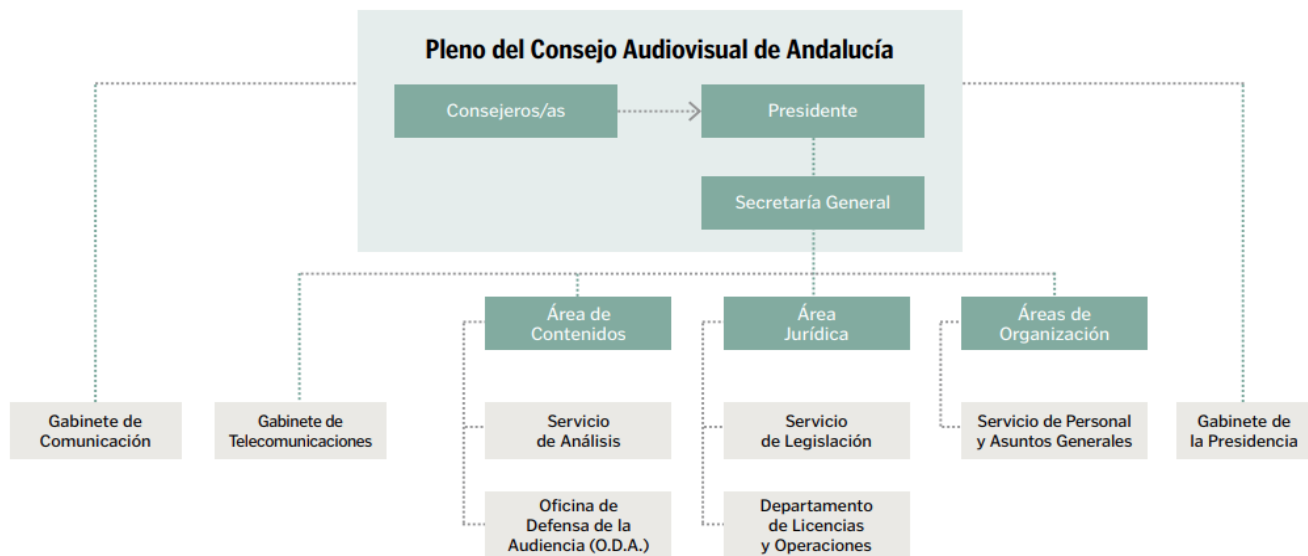 Pleno del Consejo Audiovisual de Andalucía
Consejeros/as
Presidente
Secretaría General
Área de
Contenidos
Área
Jurídica
Áreas de
Organización
Gabinete de
Comunicación
Gabinete de
Telecomunicaciones
Servicio
de Análisis
Servicio
de Legislación
Servicio de Personal
y Asuntos Generales
Gabinete de
la Presidencia
Oficina de
Defensa de la
Audiencia (O.D.A.)
Departamento
de Licencias
y Operaciones